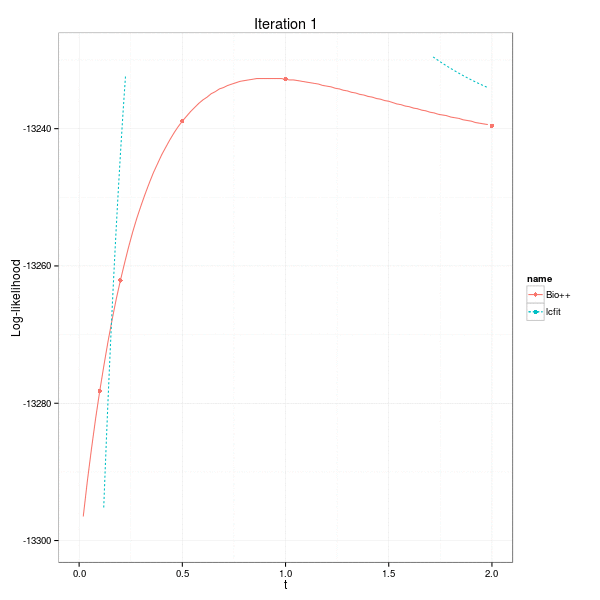 Iteration 1
Log-likelihood
-13240
-13260
-13280
-13300
0.0 0.5 1.0 1.5 2.0
t
name
Bio++
lcfit